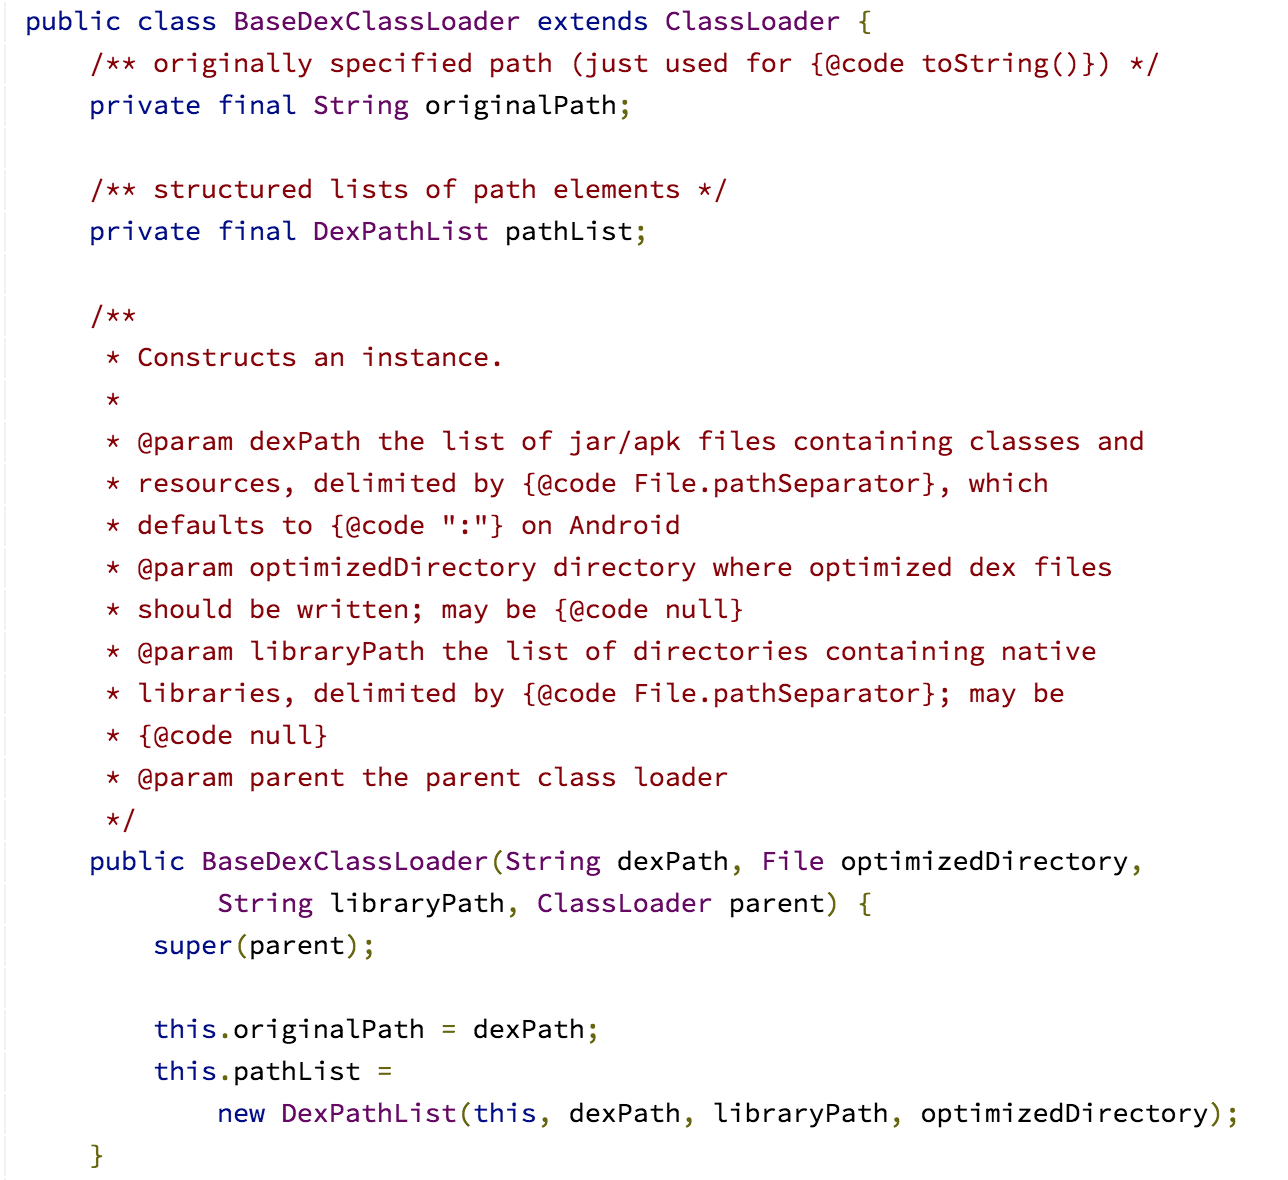 public class BaseDexClassLoader extends ClassLoader {
    /** originally specified path (just used for {@code toString()}) */
    private final String originalPath;

    /** structured lists of path elements */
    private final DexPathList pathList;

    /**
     * Constructs an instance.
     *
     * @param dexPath the list of jar/apk files containing classes and
     * resources, delimited by {@code File.pathSeparator}, which
     * defaults to {@code ":"} on Android
     * @param optimizedDirectory directory where optimized dex files
     * should be written; may be {@code null}
     * @param libraryPath the list of directories containing native
     * libraries, delimited by {@code File.pathSeparator}; may be
     * {@code null}
     * @param parent the parent class loader
     */
    public BaseDexClassLoader(String dexPath, File optimizedDirectory,
            String libraryPath, ClassLoader parent) {
        super(parent);

        this.originalPath = dexPath;
        this.pathList =
            new DexPathList(this, dexPath, libraryPath, optimizedDirectory);
    }